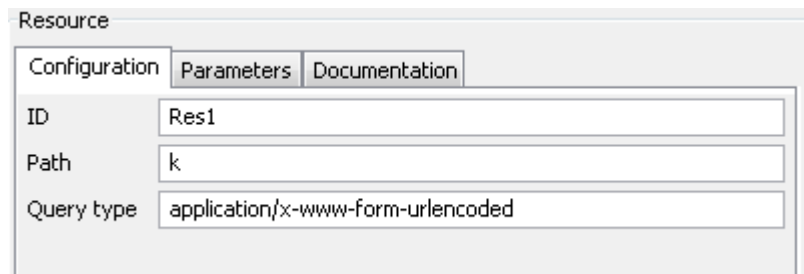 Resource
Configuration Parameters Documentation
ID Res1
Path k
Query type application/x-www-form-urlencoded